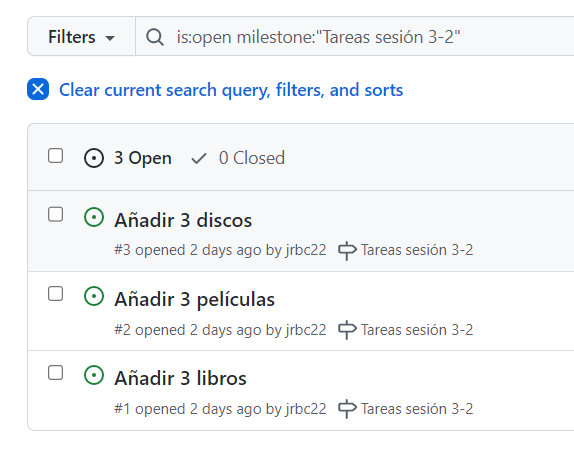 Filters
is:open milestone:"Tareas sesión 3-2"
Clear current search query, filters, and sorts
3 Open 0 Closed
Añadir 3 discos
#3 opened 2 days ago by jrbc22 Tareas sesión 3-2
Añadir 3 películas
#2 opened 2 days ago by jrbc22 Tareas sesión 3-2
Añadir 3 libros
#1 opened 2 days ago by jrbc22 Tareas sesión 3-2